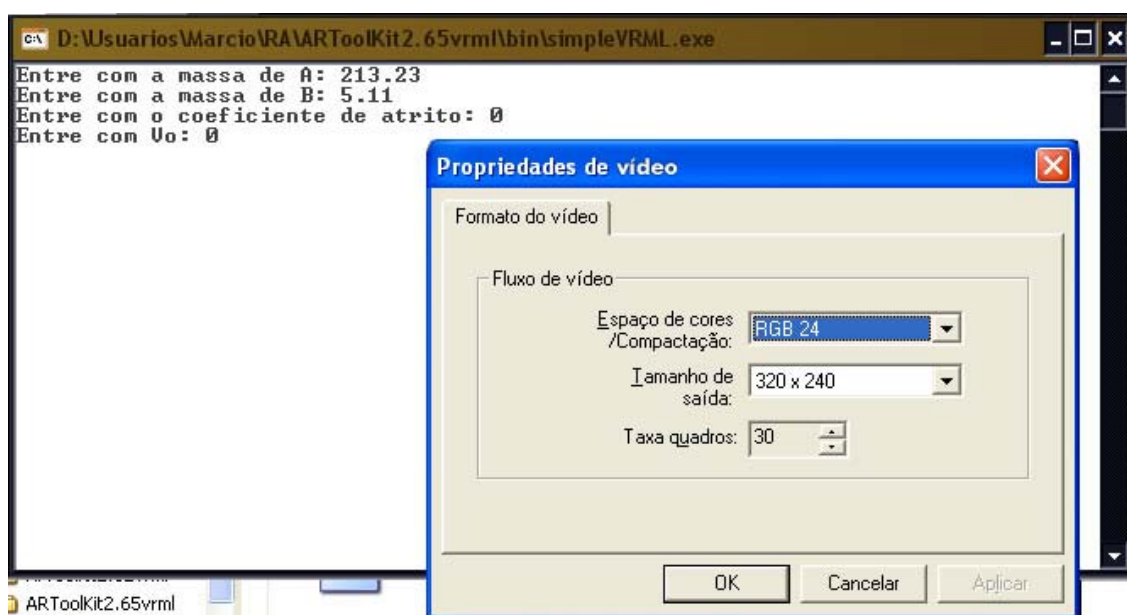 D:\Usuarios\Marcio\RA\ARToolKit2.65vrml\bin\simpleVRML.exe
Entre com a massa de A: 213.23
Entre com a massa de B: 5.11
Entre com o coeficiente de atrito: 0
Entre com Vo: 0
Propriedades de vídeo
Formato do vídeo
Fluxo de vídeo
Espaço de cores
/Compactação:
RGB 24
Tamanho de
saída:
320 x 240
Taxa quadros:
30
OK
Cancelar
Aplicar
ARToolKit2.65vrml